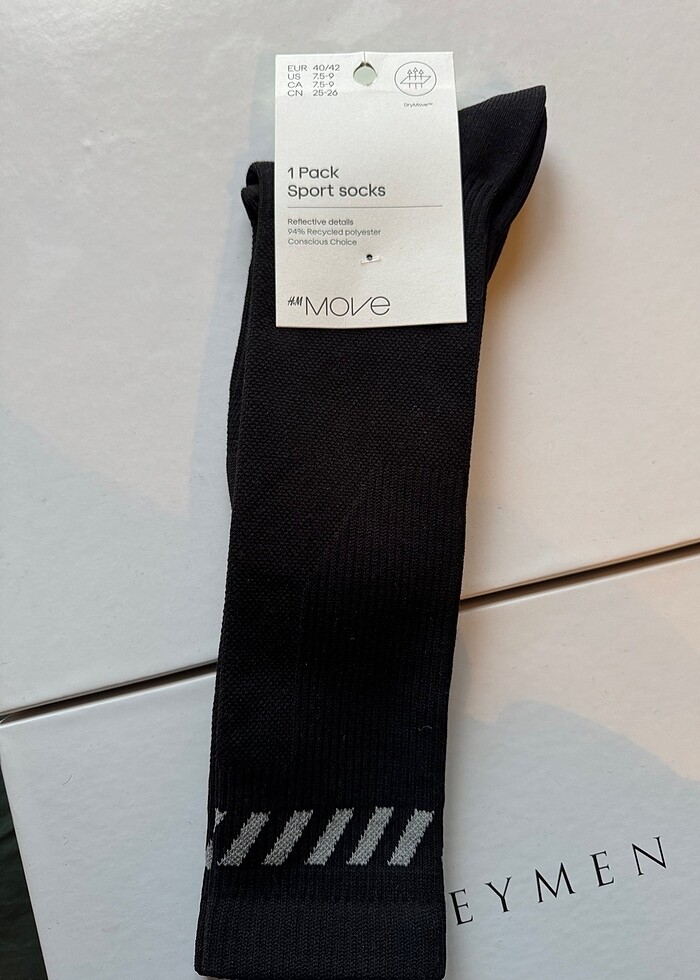 EUR 40/42
US 7.5-9
CA 7.5-9
CN 25-26
DryMove™
1 Pack
Sport socks
Reflective details
94% Recycled polyester
Conscious Choice
H&M MOVE
EYMEN